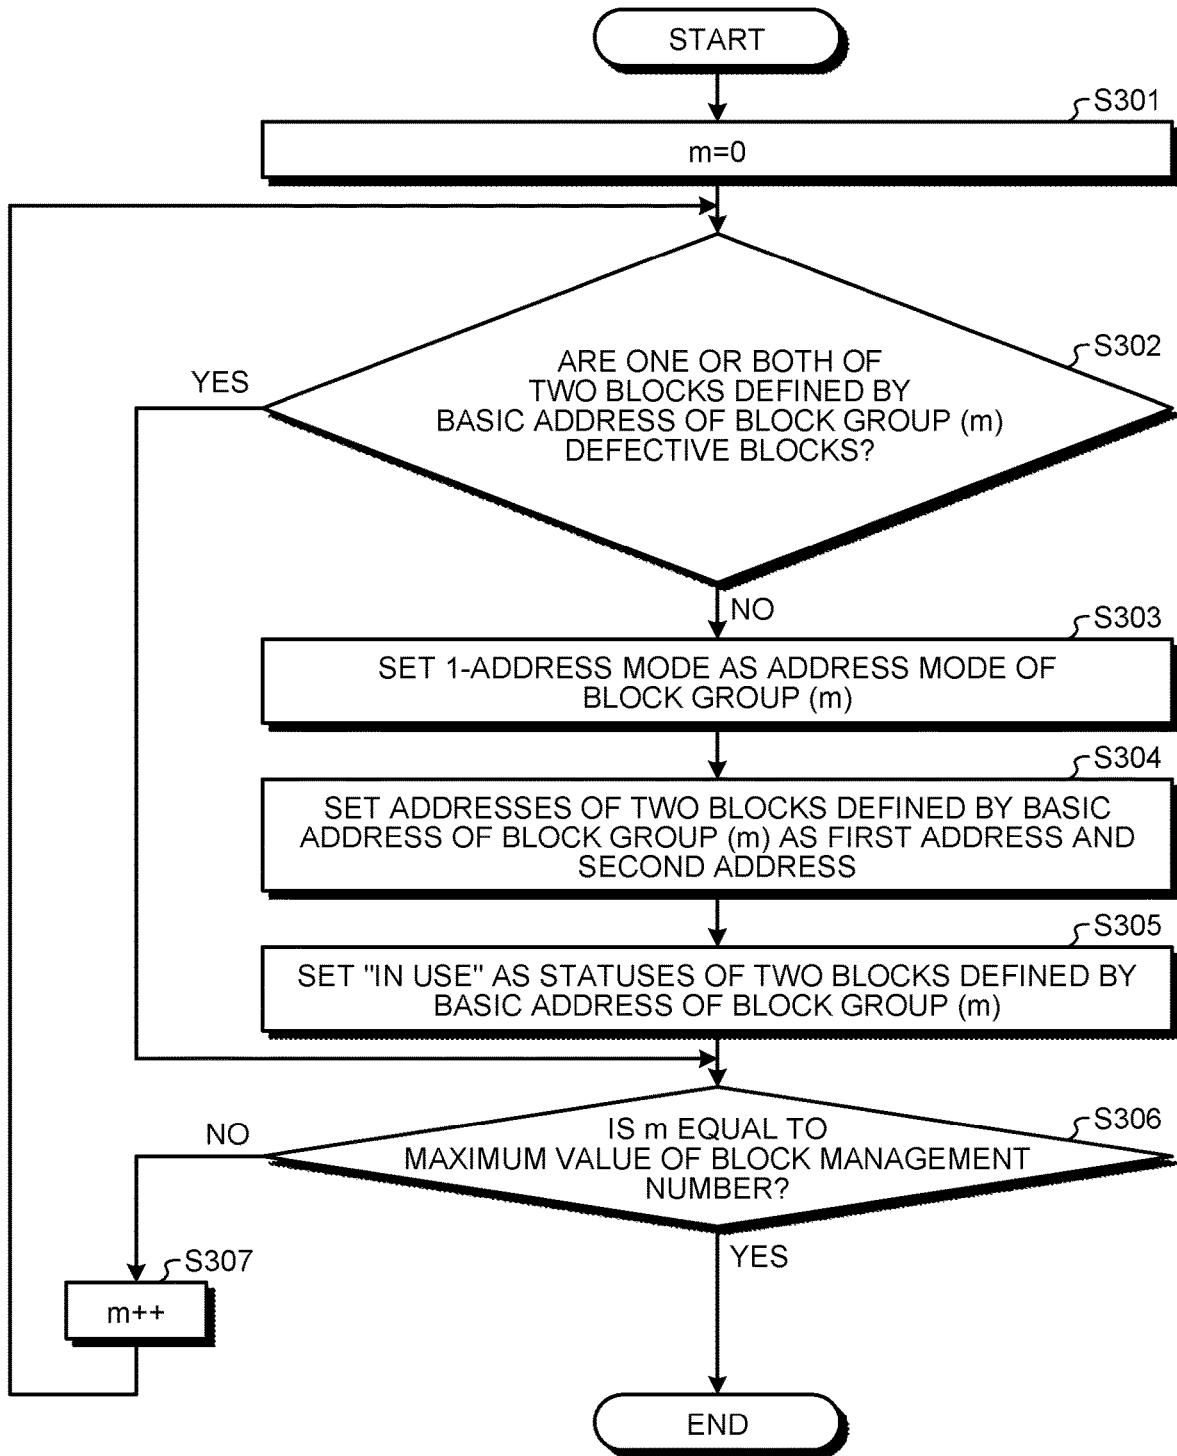 START
S301
m=0
S302
ARE ONE OR BOTH OF
TWO BLOCKS DEFINED BY
BASIC ADDRESS OF BLOCK GROUP (m)
DEFECTIVE BLOCKS?
YES
NO
S303
SET 1-ADDRESS MODE AS ADDRESS MODE OF
BLOCK GROUP (m)
S304
SET ADDRESSES OF TWO BLOCKS DEFINED BY BASIC
ADDRESS OF BLOCK GROUP (m) AS FIRST ADDRESS AND
SECOND ADDRESS
S305
SET "IN USE" AS STATUSES OF TWO BLOCKS DEFINED BY
BASIC ADDRESS OF BLOCK GROUP (m)
S306
IS m EQUAL TO
MAXIMUM VALUE OF BLOCK MANAGEMENT
NUMBER?
NO
YES
S307
m++
END